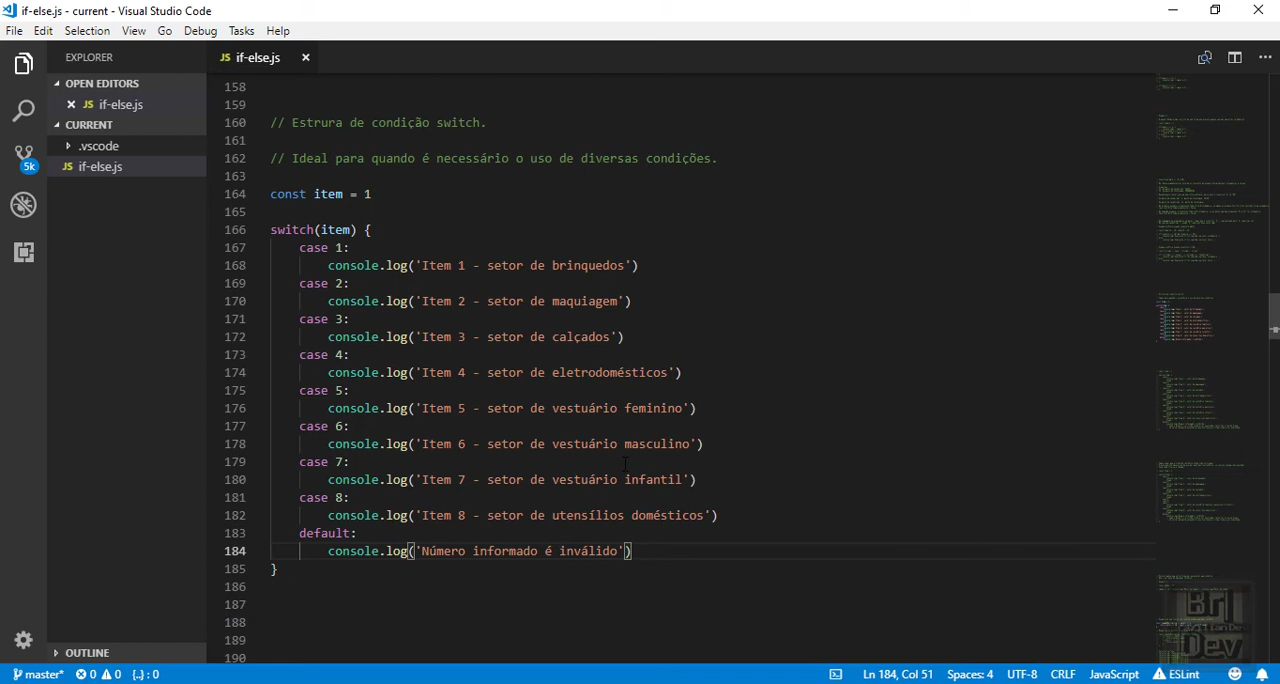 if-else.js - current - Visual Studio Code
File Edit Selection View Go Debug Tasks Help
EXPLORER
JS if-else.js
OPEN EDITORS
JS if-else.js
CURRENT
.vscode
JS if-else.js
5k
158
159
160 // Estrura de condição switch.
161
162 // Ideal para quando é necessário o uso de diversas condições.
163
164 const item = 1
165
166 switch(item) {
167 case 1:
168 console.log('Item 1 - setor de brinquedos')
169 case 2:
170 console.log('Item 2 - setor de maquiagem')
171 case 3:
172 console.log('Item 3 - setor de calçados')
173 case 4:
174 console.log('Item 4 - setor de eletrodomésticos')
175 case 5:
176 console.log('Item 5 - setor de vestuário feminino')
177 case 6:
178 console.log('Item 6 - setor de vestuário masculino')
179 case 7:
180 console.log('Item 7 - setor de vestuário infantil')
181 case 8:
182 console.log('Item 8 - setor de utensílios domésticos')
183 default:
184 console.log('Número informado é inválido')
185 }
186
187
188
189
190
OUTLINE
master* 0 0 {..} : 0 Ln 184, Col 51 Spaces: 4 UTF-8 CRLF JavaScript ESLint